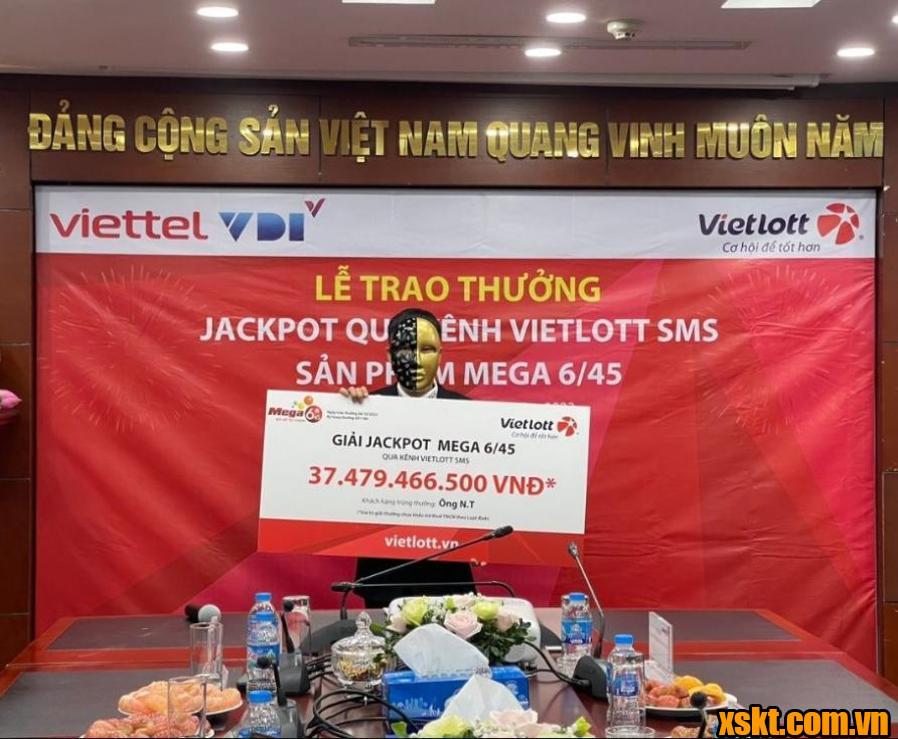 ĐẢNG CỘNG SẢN VIỆT NAM QUANG VINH MUÔN NĂM
viettel VDI
Vietlott
Cơ hội để tốt hơn
LỄ TRAO THƯỞNG
JACKPOT QUA KÊNH VIETLOTT SMS
SẢN PHẨM MEGA 6/45
Mega 6/45
Vietlott
Cơ hội để tốt hơn
GIẢI JACKPOT MEGA 6/45
QUA KÊNH VIETLOTT SMS
37.479.466.500 VNĐ*
Khách hàng trúng thưởng: Ông N.T
vietlott.vn
xskt.com.vn